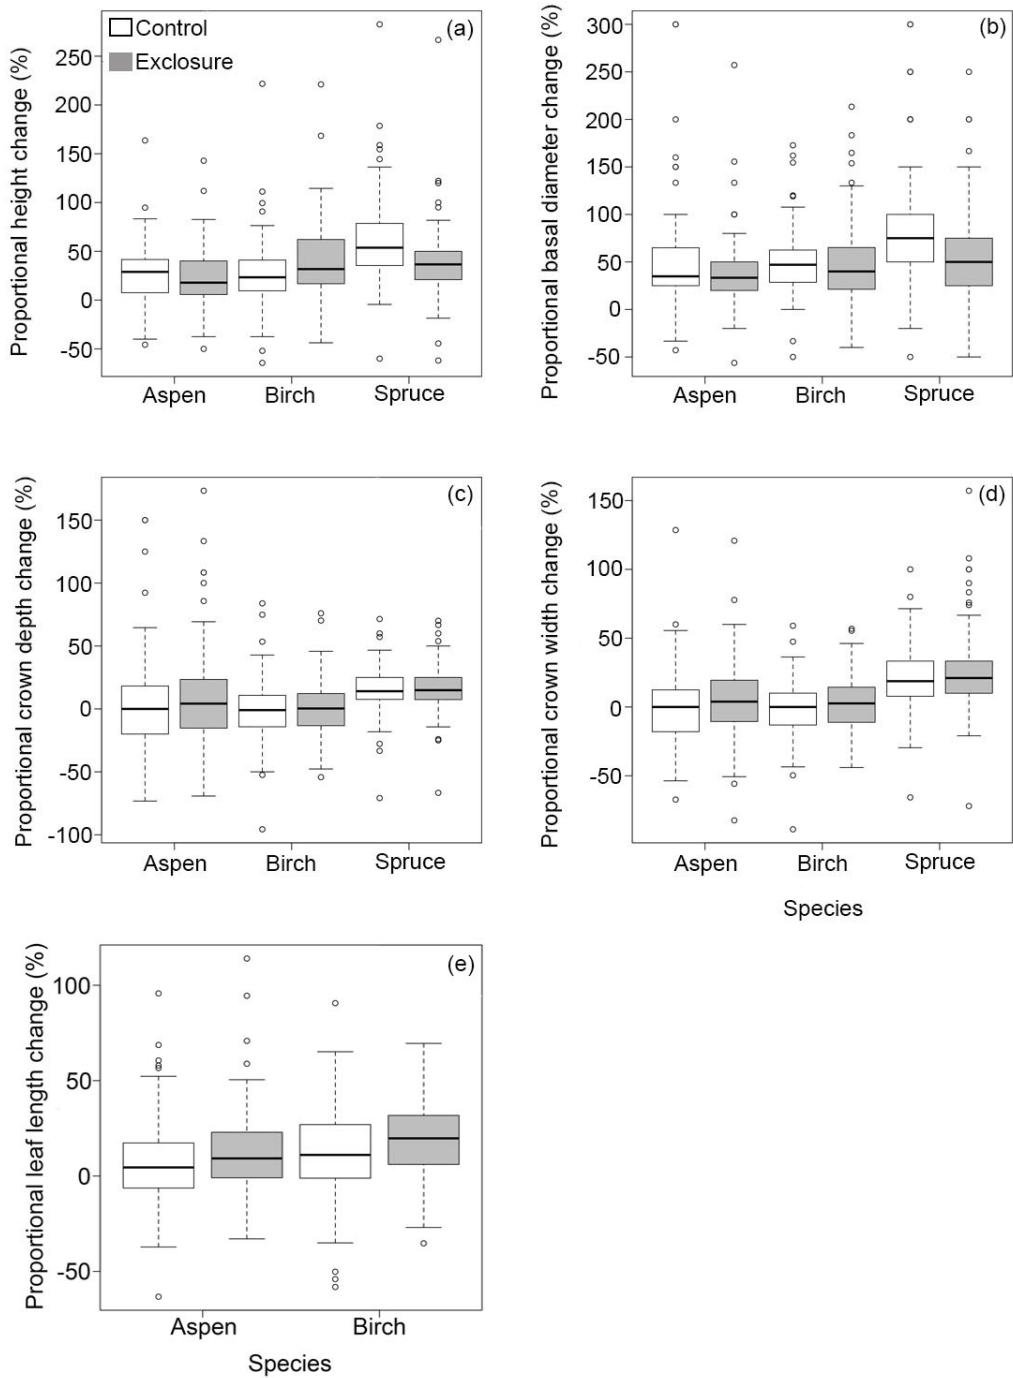 Proportional height change (%)
250
200
150
100
50
0
-50
Control
Exclosure
(a)
Aspen Birch Spruce
Proportional basal diameter change (%)
300
250
200
150
100
50
0
-50
(b)
Aspen Birch Spruce
Proportional crown depth change (%)
150
100
50
0
-50
-100
(c)
Aspen Birch Spruce
Proportional crown width change (%)
150
100
50
0
-50
(d)
Aspen Birch Spruce
Species
Proportional leaf length change (%)
100
50
0
-50
(e)
Aspen Birch
Species